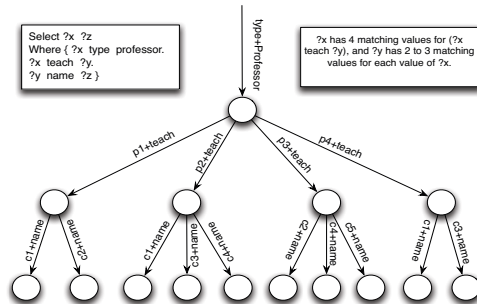 Select ?x ?z
Where { ?x type professor.
?x teach ?y.
?y name ?z }
type+Professor
?x has 4 matching values for (?x
teach ?y), and ?y has 2 to 3 matching
values for each value of ?x.
p1+teach
p2+teach
p3+teach
p4+teach
c1+name
c2+name
c1+name
c3+name
c4+name
c2+name
c4+name
c5+name
c1+name
c3+name